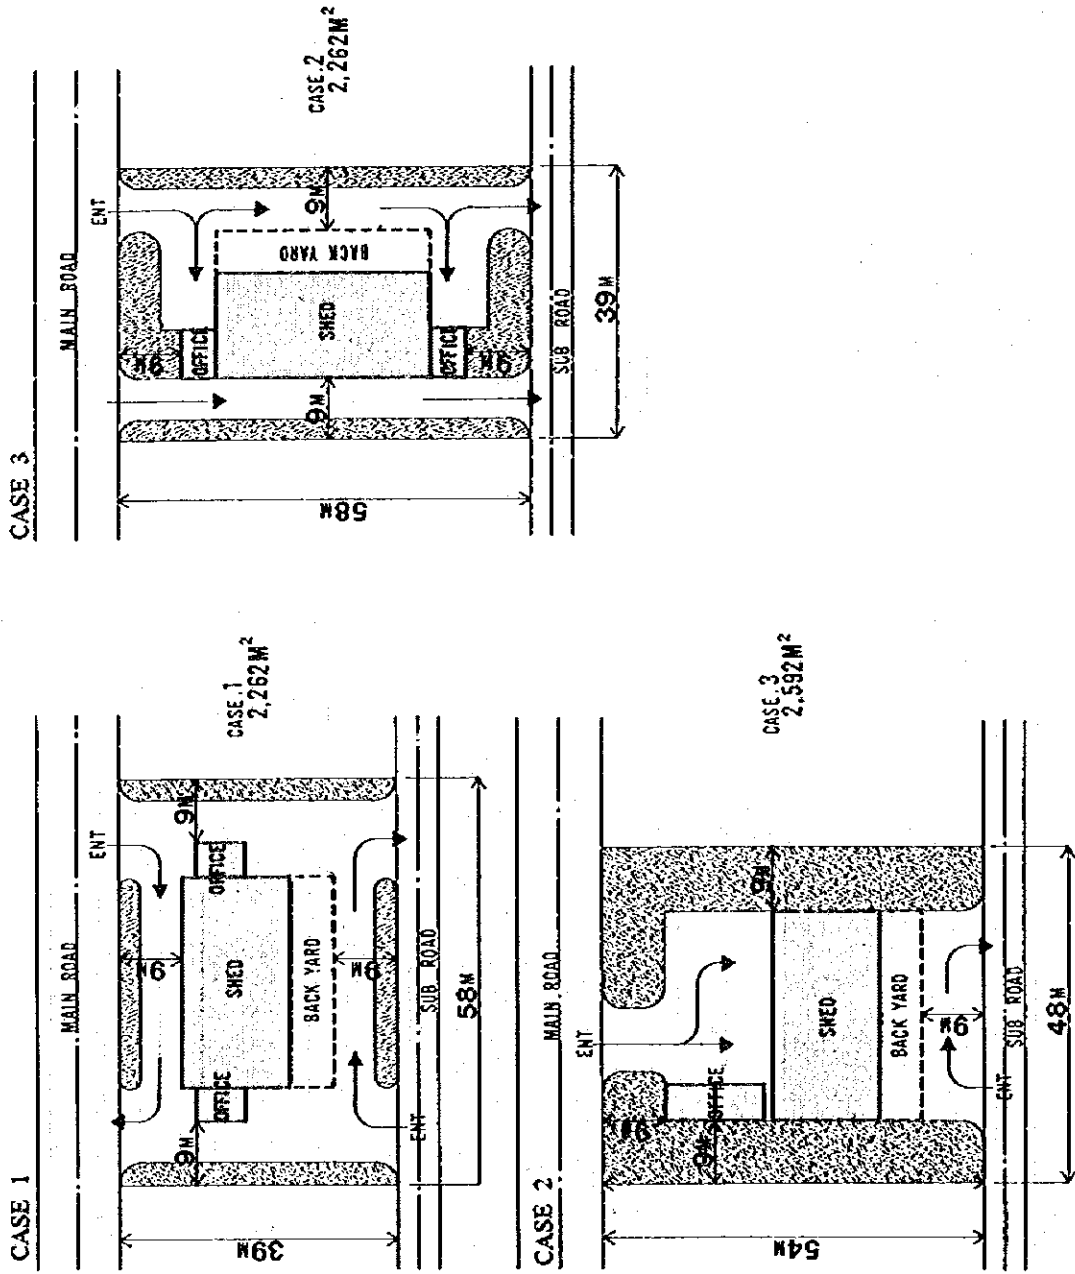 CASE 1
MAIN ROAD
ENT
9M
9M
OFFICE
SHED
OFFICE
9M
BACK YARD
9M
ENT
SUB ROAD
58M
39M
CASE.1
2,262M²
CASE 2
MAIN ROAD
ENT
9M
OFFICE
9M
9M
SHED
BACK YARD
9M
ENT
SUB ROAD
48M
54M
CASE.3
2,592M²
CASE 3
MAIN ROAD
ENT
9M
OFFICE
9M
SHED
BACK YARD
9M
OFFICE
9M
SUB ROAD
39M
58M
CASE.2
2,262M²